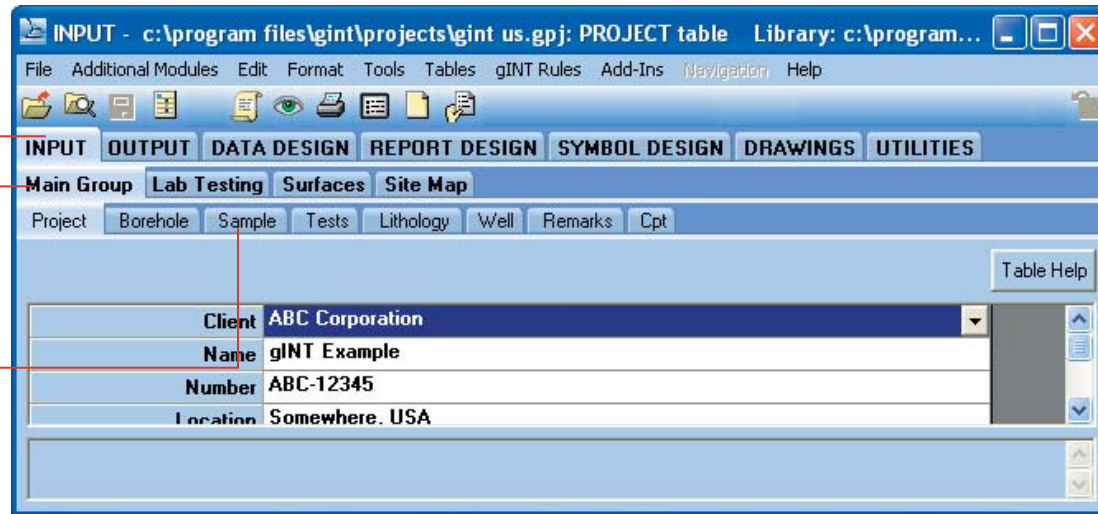 INPUT - c:\program files\gint\projects\gint us.gpj: PROJECT table Library: c:\program...
File Additional Modules Edit Format Tools Tables gINT Rules Add-Ins Navigation Help
INPUT OUTPUT DATA DESIGN REPORT DESIGN SYMBOL DESIGN DRAWINGS UTILITIES
Main Group Lab Testing Surfaces Site Map
Project Borehole Sample Tests Lithology Well Remarks Cpt
Table Help
Client ABC Corporation
Name gINT Example
Number ABC-12345
Location Somewhere, USA